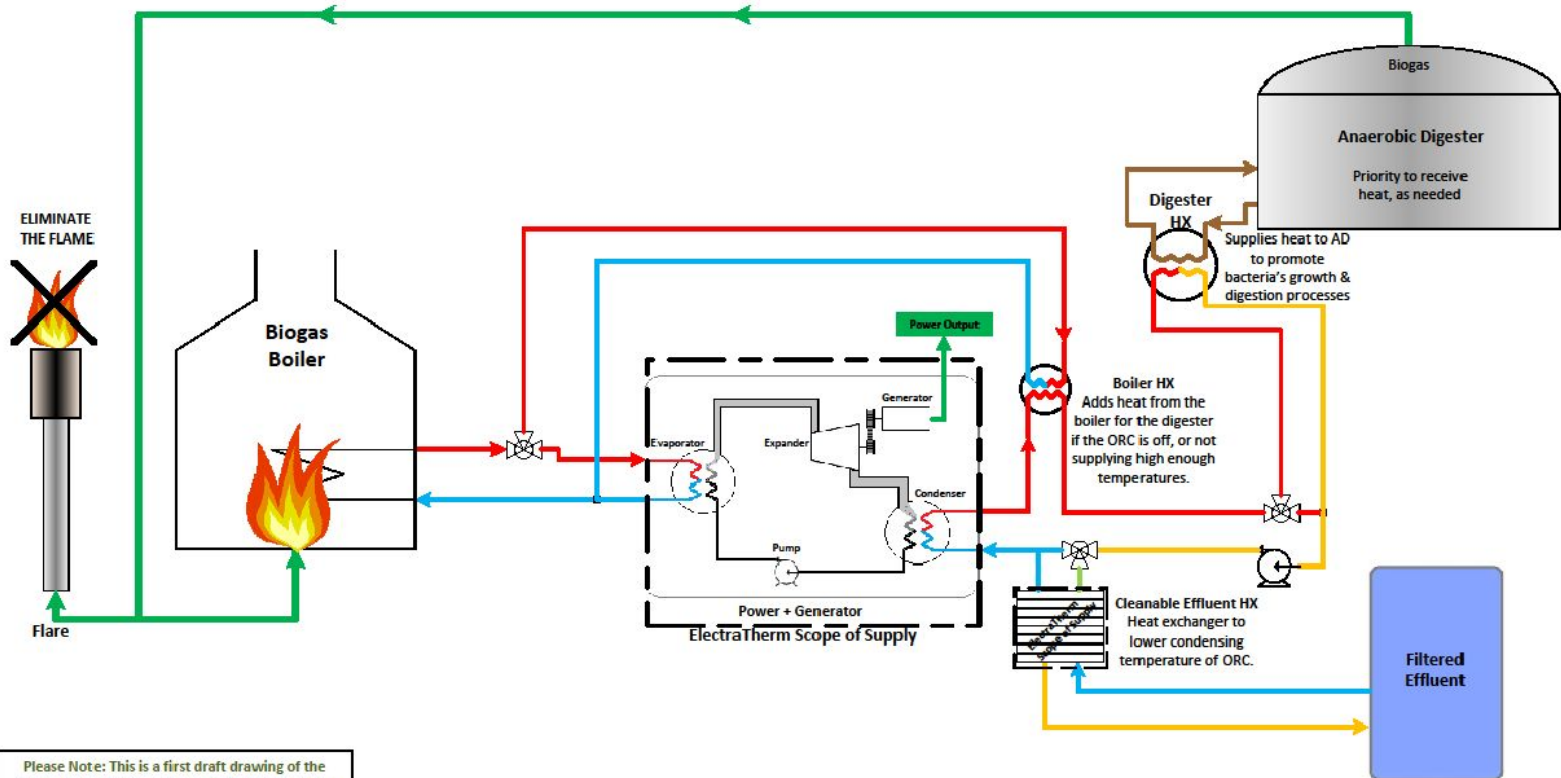 Biogas
Anaerobic Digester
Priority to receive
heat, as needed
Digester
HX
Supplies heat to AD
to promote
bacteria's growth &
digestion processes
ELIMINATE
THE FLAME
Biogas
Boiler
Power Output
Generator
Evaporator
Expander
Condenser
Pump
Power + Generator
ElectraTherm Scope of Supply
Boiler HX
Adds heat from the
boiler for the digester
if the ORC is off, or not
supplying high enough
temperatures.
Flare
ElectraTherm
Scope of Supply
Cleanable Effluent HX
Heat exchanger to
lower condensing
temperature of ORC.
Filtered
Effluent
Please Note: This is a first draft drawing of the